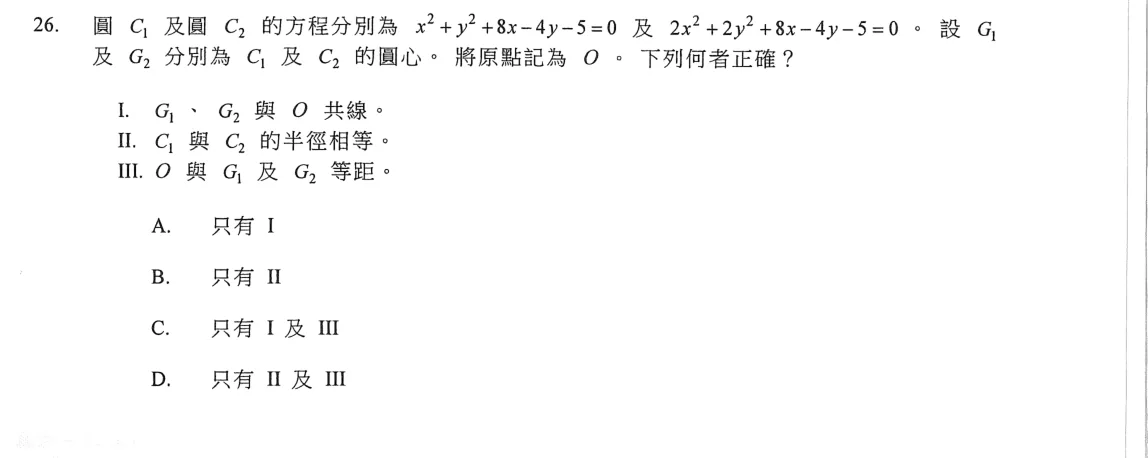 26. 圓 C₁ 及圓 C₂ 的方程分別為 x² + y² + 8x − 4y − 5 = 0 及 2x² + 2y² + 8x − 4y − 5 = 0 。 設 G₁
及 G₂ 分別為 C₁ 及 C₂ 的圓心。 將原點記為 O 。 下列何者正確？
I. G₁ 、 G₂ 與 O 共線。
II. C₁ 與 C₂ 的半徑相等。
III. O 與 G₁ 及 G₂ 等距。
A. 只有 I
B. 只有 II
C. 只有 I 及 III
D. 只有 II 及 III